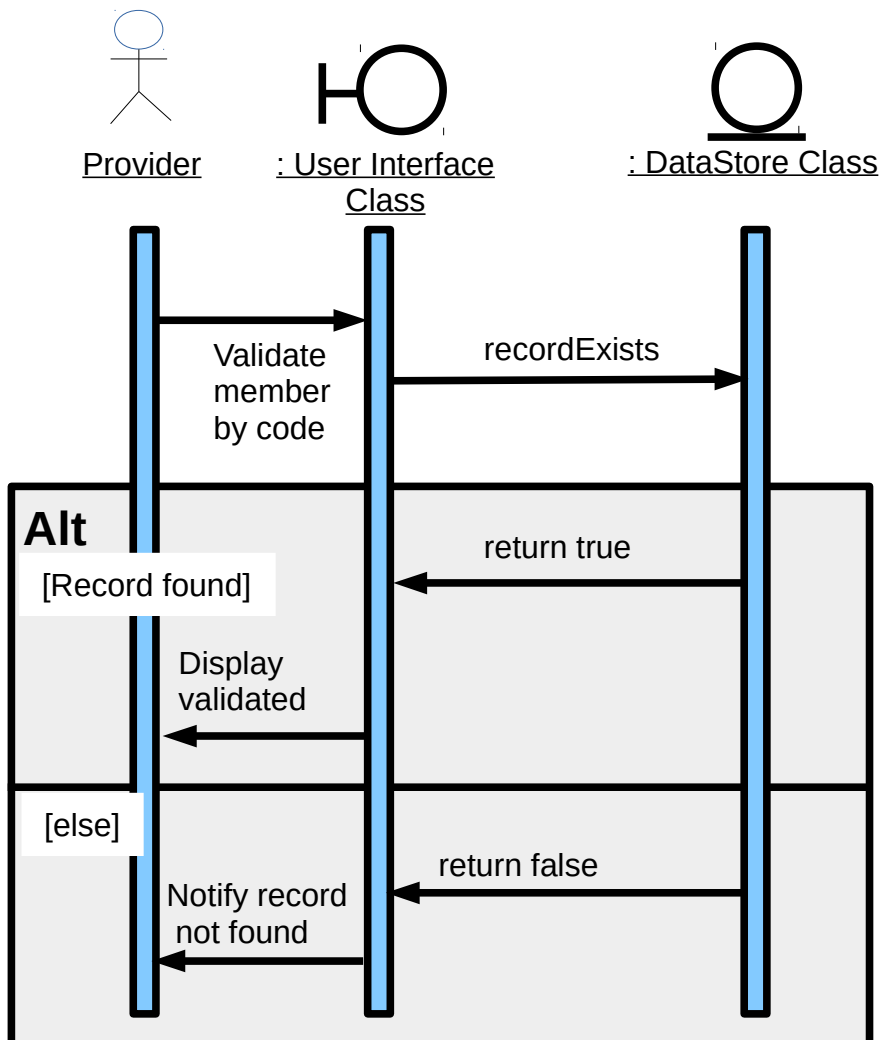 Provider
: User Interface
Class
: DataStore Class
Validate
member
by code
recordExists
Alt
[Record found]
return true
Display
validated
[else]
return false
Notify record
not found